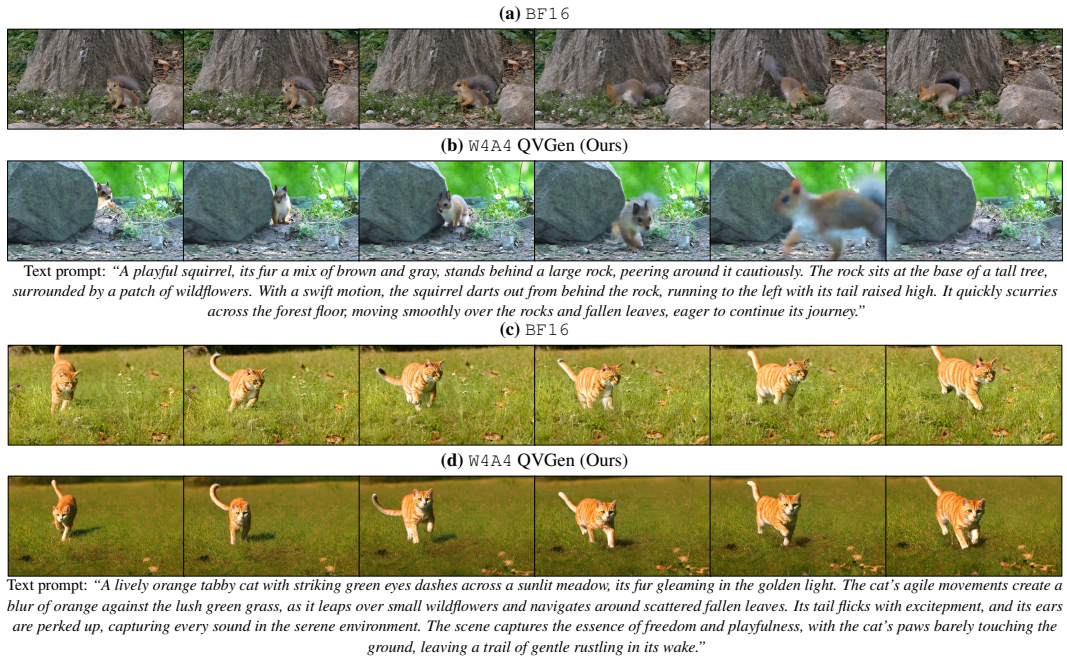 (a) BF16
(b) W4A4 QVGen (Ours)
Text prompt: “A playful squirrel, its fur a mix of brown and gray, stands behind a large rock, peering around it cautiously. The rock sits at the base of a tall tree,
surrounded by a patch of wildflowers. With a swift motion, the squirrel darts out from behind the rock, running to the left with its tail raised high. It quickly scurries
across the forest floor, moving smoothly over the rocks and fallen leaves, eager to continue its journey.”
(c) BF16
(d) W4A4 QVGen (Ours)
Text prompt: “A lively orange tabby cat with striking green eyes dashes across a sunlit meadow, its fur gleaming in the golden light. The cat’s agile movements create a
blur of orange against the lush green grass, as it leaps over small wildflowers and navigates around scattered fallen leaves. Its tail flicks with excitepment, and its ears
are perked up, capturing every sound in the serene environment. The scene captures the essence of freedom and playfulness, with the cat’s paws barely touching the
ground, leaving a trail of gentle rustling in its wake.”